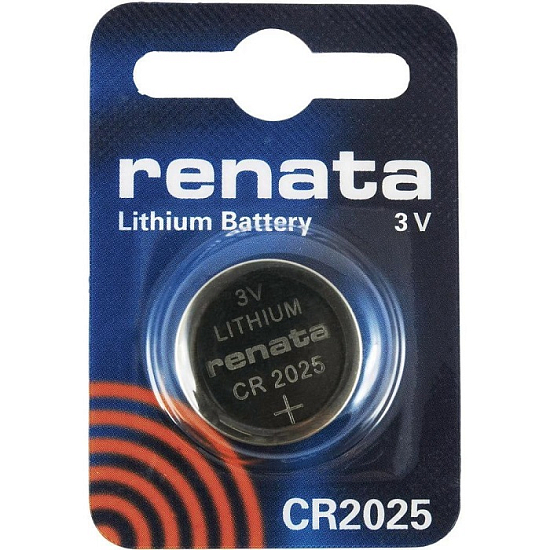 renata
Lithium Battery 3 V
3V
LITHIUM
renata
CR 2025
+
CR2025